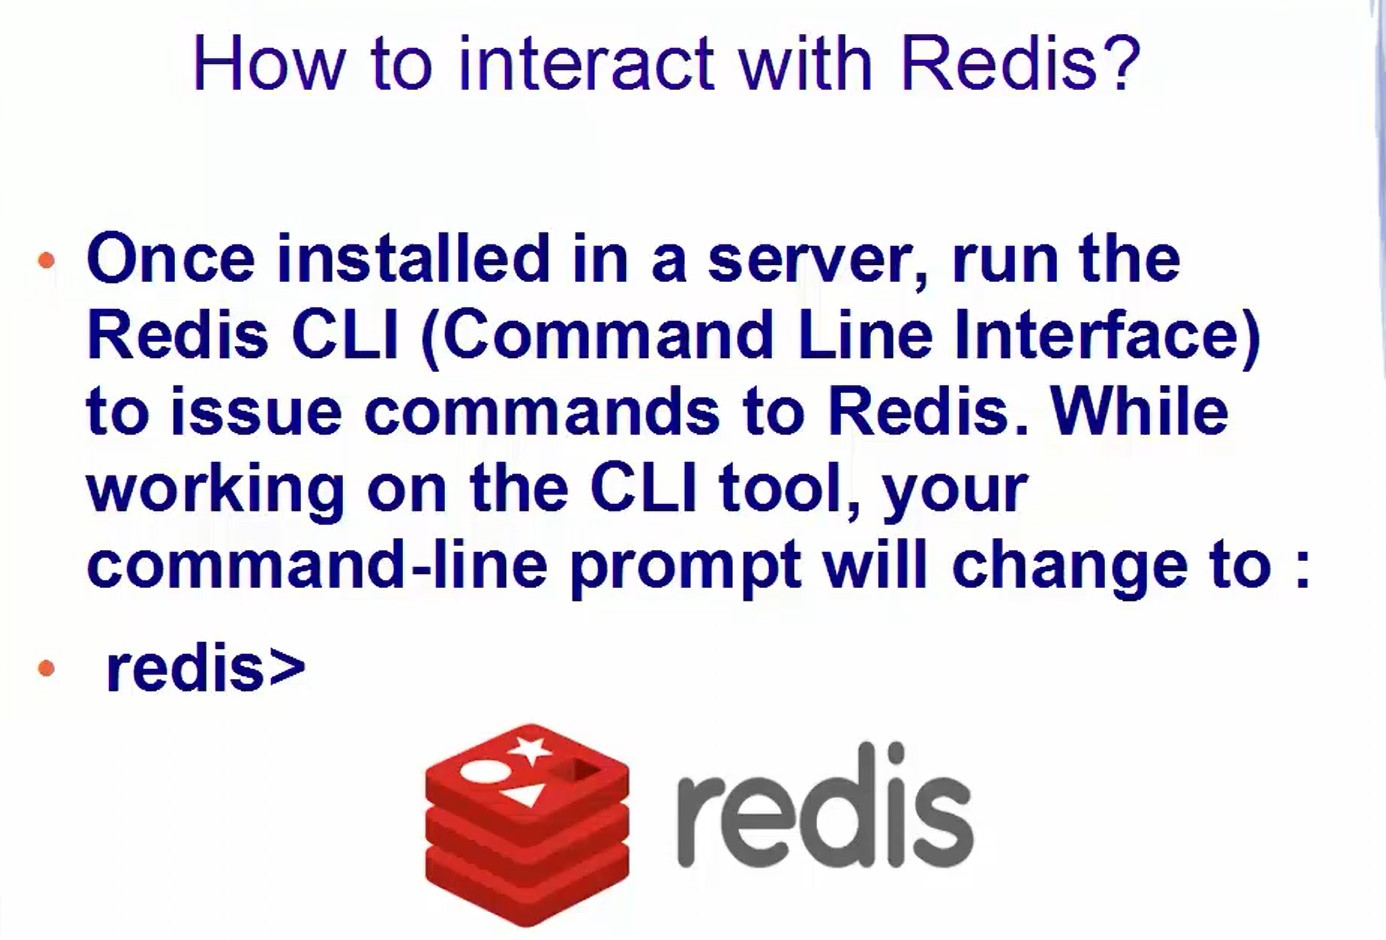 How to interact with Redis?
• Once installed in a server, run the
Redis CLI (Command Line Interface)
to issue commands to Redis. While
working on the CLI tool, your
command-line prompt will change to :
• redis>
redis